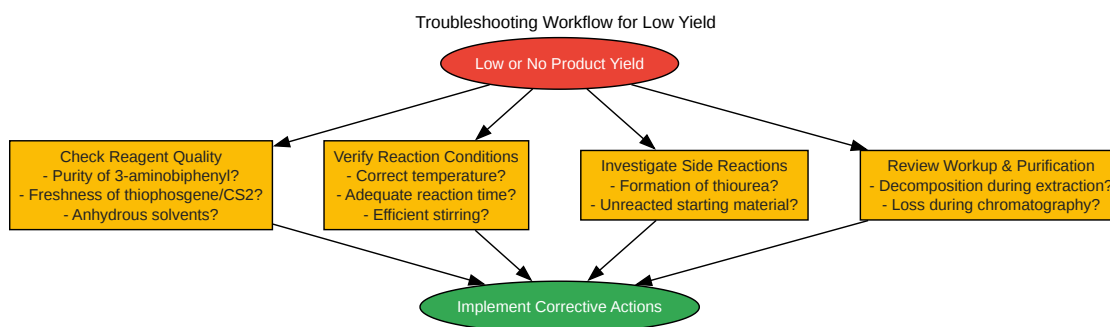 Troubleshooting Workflow for Low Yield
Low or No Product Yield
Check Reagent Quality
- Purity of 3-aminobiphenyl?
- Freshness of thiophosgene/CS2?
- Anhydrous solvents?
Verify Reaction Conditions
- Correct temperature?
- Adequate reaction time?
- Efficient stirring?
Investigate Side Reactions
- Formation of thiourea?
- Unreacted starting material?
Review Workup & Purification
- Decomposition during extraction?
- Loss during chromatography?
Implement Corrective Actions